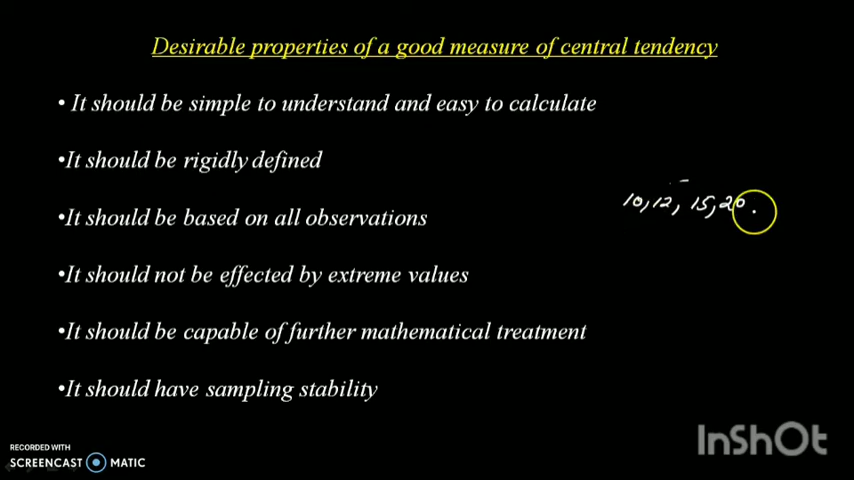 Desirable properties of a good measure of central tendency
• It should be simple to understand and easy to calculate
•It should be rigidly defined
10, 12, 15, 20
•It should be based on all observations
•It should not be effected by extreme values
•It should be capable of further mathematical treatment
•It should have sampling stability
InShOt
RECORDED WITH
SCREENCAST MATIC